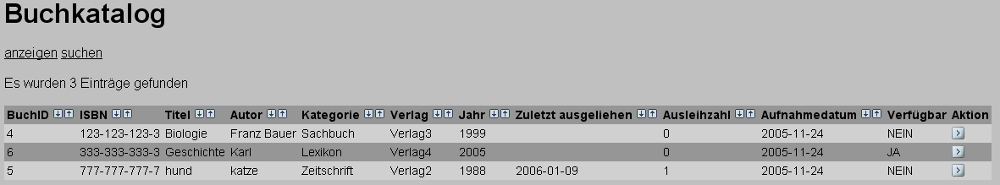 Buchkatalog
anzeigen suchen
Es wurden 3 Einträge gefunden
BuchID ISBN Titel Autor Kategorie Verlag Jahr Zuletzt ausgeliehen Ausleihzahl Aufnahmedatum Verfügbar Aktion
4 123-123-123-3 Biologie Franz Bauer Sachbuch Verlag3 1999 0 2005-11-24 NEIN
6 333-333-333-3 Geschichte Karl Lexikon Verlag4 2005 0 2005-11-24 JA
5 777-777-777-7 hund katze Zeitschrift Verlag2 1988 2006-01-09 1 2005-11-24 NEIN